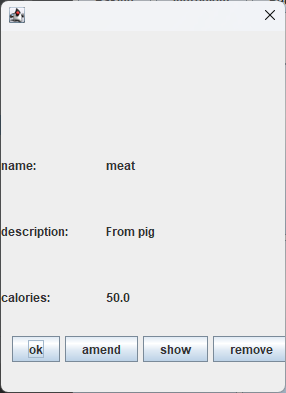 name: meat
description: From pig
calories: 50.0
ok amend show remove